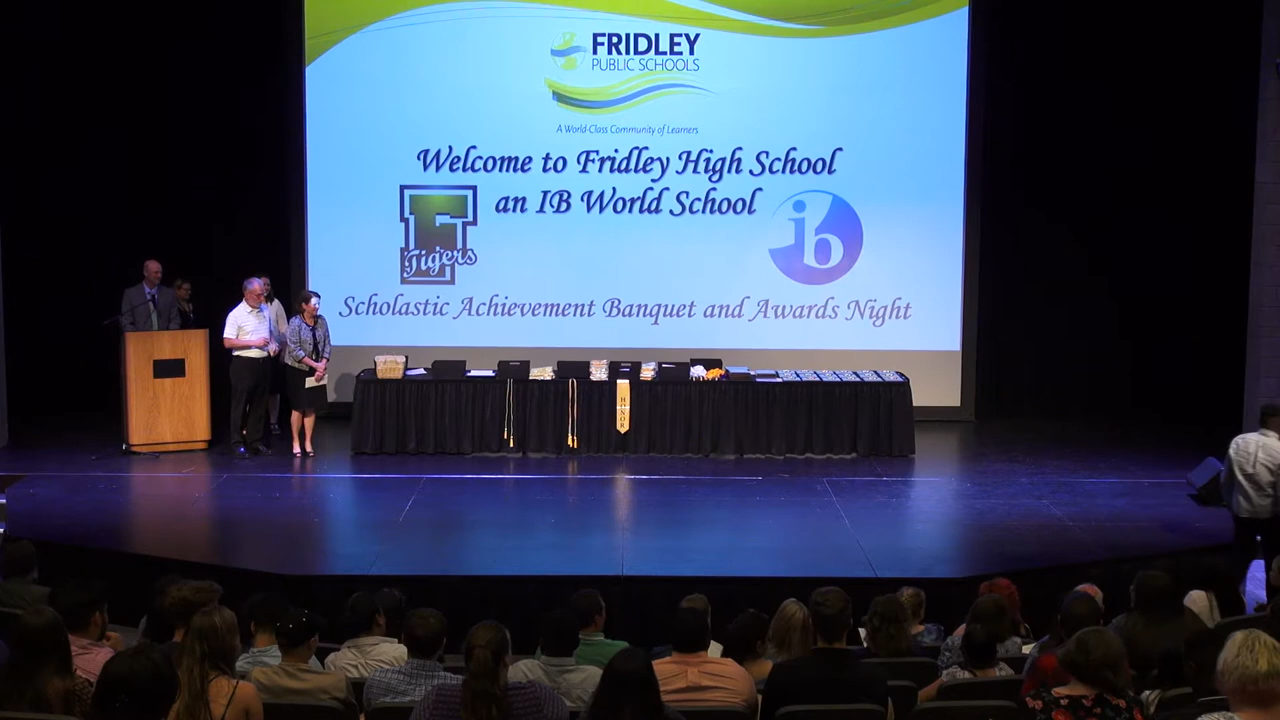 FRIDLEY
PUBLIC SCHOOLS
A World-Class Community of Learners
Welcome to Fridley High School
an IB World School
F
Tigers
ib
Scholastic Achievement Banquet and Awards Night
HONOR